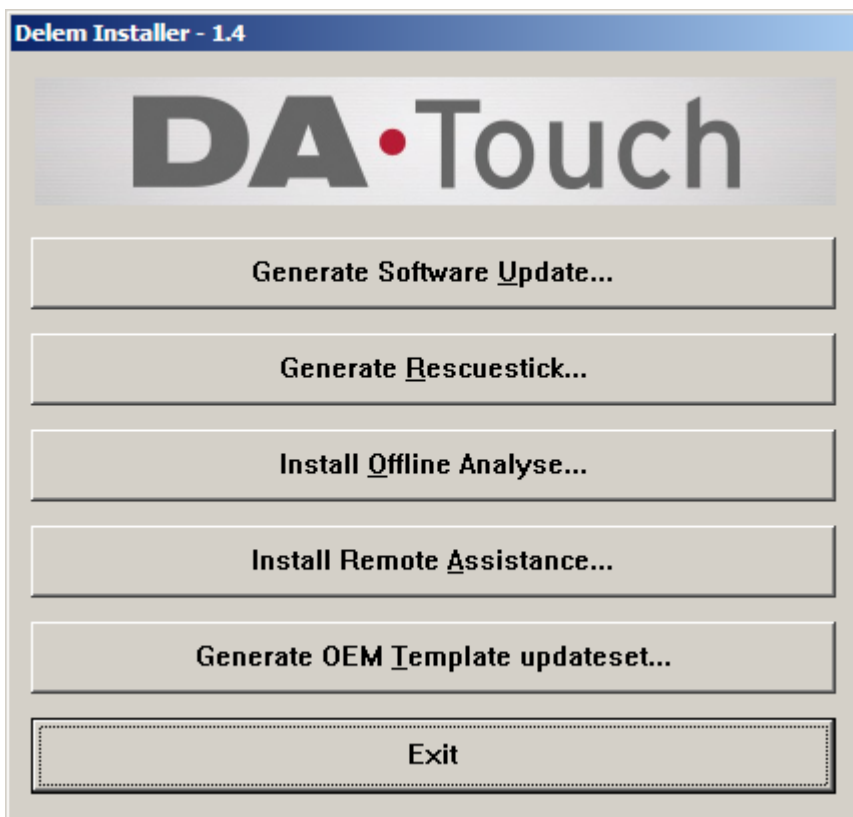 Delem Installer - 1.4
DA•Touch
Generate Software Update...
Generate Rescuestick...
Install Offline Analyse...
Install Remote Assistance...
Generate OEM Template updateset...
Exit